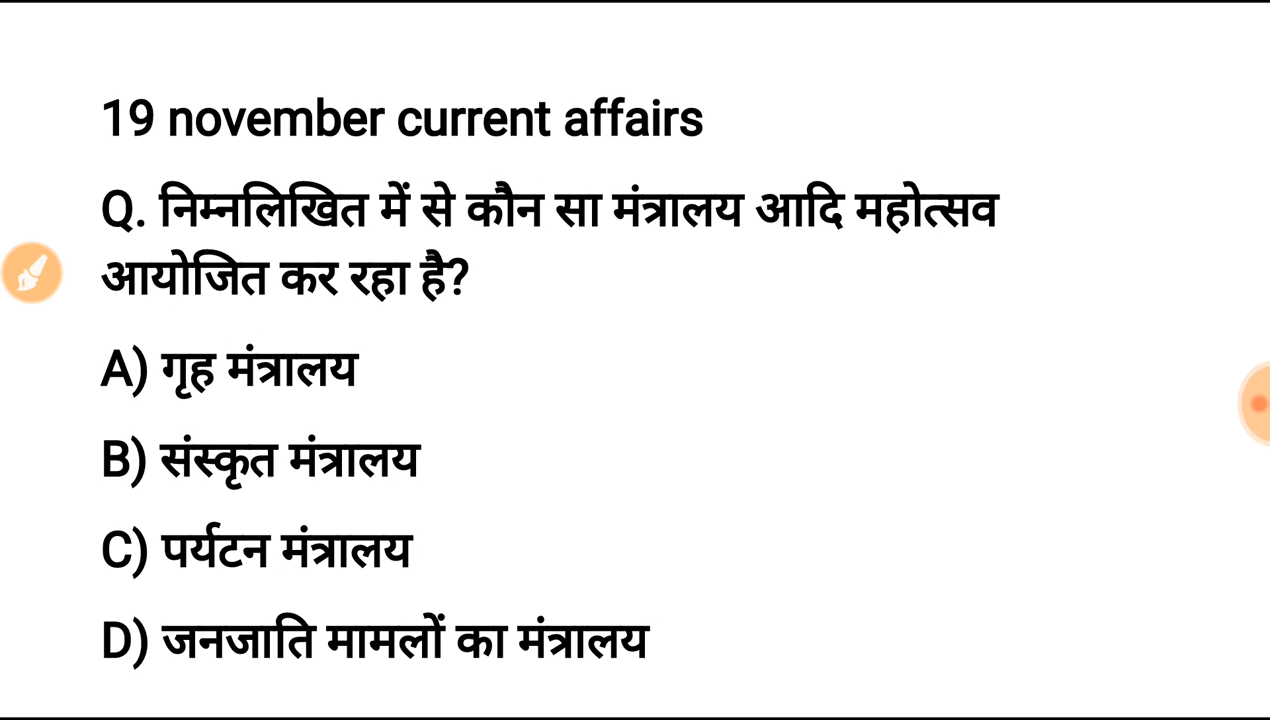 19 november current affairs
Q. निम्नलिखित में से कौन सा मंत्रालय आदि महोत्सव
आयोजित कर रहा है?
A) गृह मंत्रालय
B) संस्कृत मंत्रालय
C) पर्यटन मंत्रालय
D) जनजाति मामलों का मंत्रालय